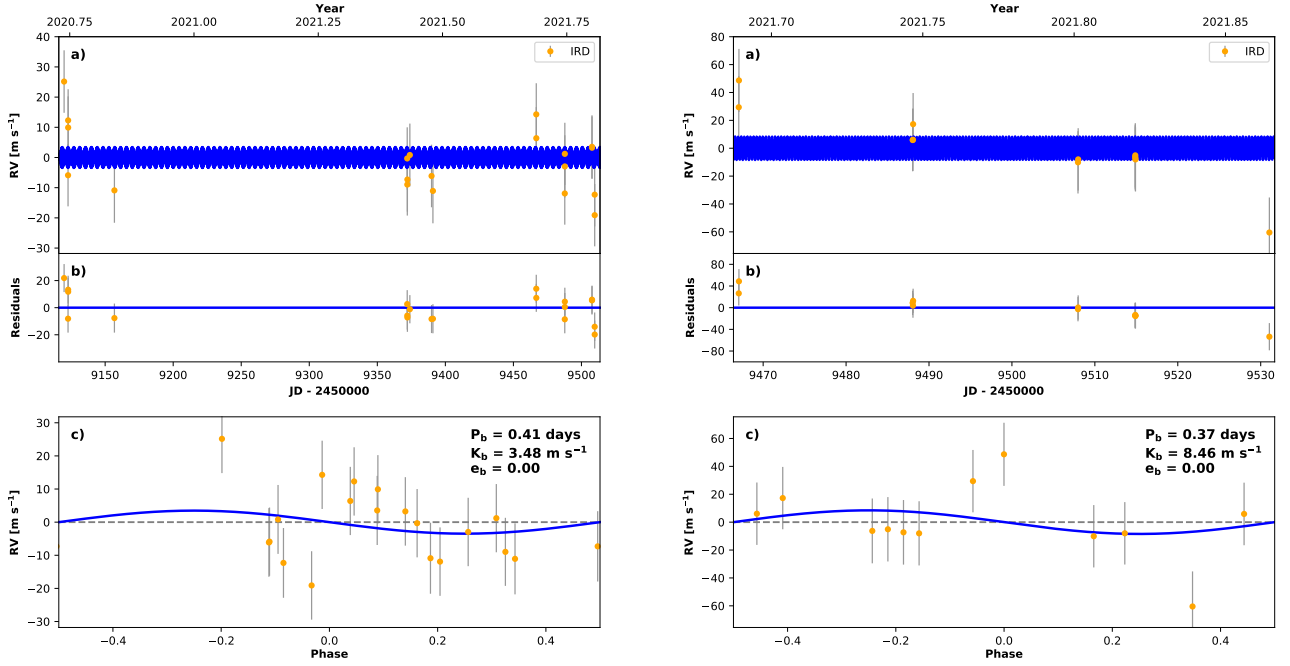 Year
2020.75 2021.00 2021.25 2021.50 2021.75
a)
IRD
RV [m s⁻¹]
40
30
20
10
0
−10
−20
−30
b)
Residuals
20
0
−20
9150 9200 9250 9300 9350 9400 9450 9500
JD - 2450000
c)
P_b = 0.41 days
K_b = 3.48 m s⁻¹
e_b = 0.00
RV [m s⁻¹]
30
20
10
0
−10
−20
−30
−0.4 −0.2 0.0 0.2 0.4
Phase
Year
2021.70 2021.75 2021.80 2021.85
a)
IRD
RV [m s⁻¹]
80
60
40
20
0
−20
−40
−60
b)
Residuals
80
40
0
−40
−80
9470 9480 9490 9500 9510 9520 9530
JD - 2450000
c)
P_b = 0.37 days
K_b = 8.46 m s⁻¹
e_b = 0.00
RV [m s⁻¹]
60
40
20
0
−20
−40
−60
−0.4 −0.2 0.0 0.2 0.4
Phase